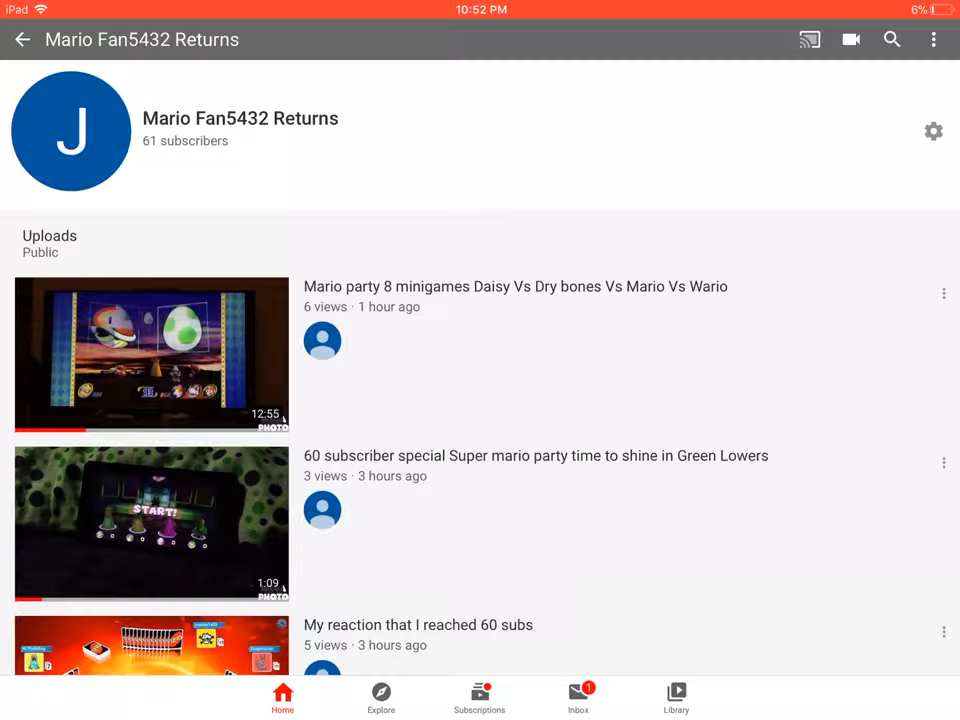 iPad 10:52 PM 6%
Mario Fan5432 Returns
J
Mario Fan5432 Returns
61 subscribers
Uploads
Public
Mario party 8 minigames Daisy Vs Dry bones Vs Mario Vs Wario
6 views · 1 hour ago
12:55
PHOTO
60 subscriber special Super mario party time to shine in Green Lowers
3 views · 3 hours ago
START!
1:09
PHOTO
My reaction that I reached 60 subs
5 views · 3 hours ago
Home Explore Subscriptions Inbox 1 Library